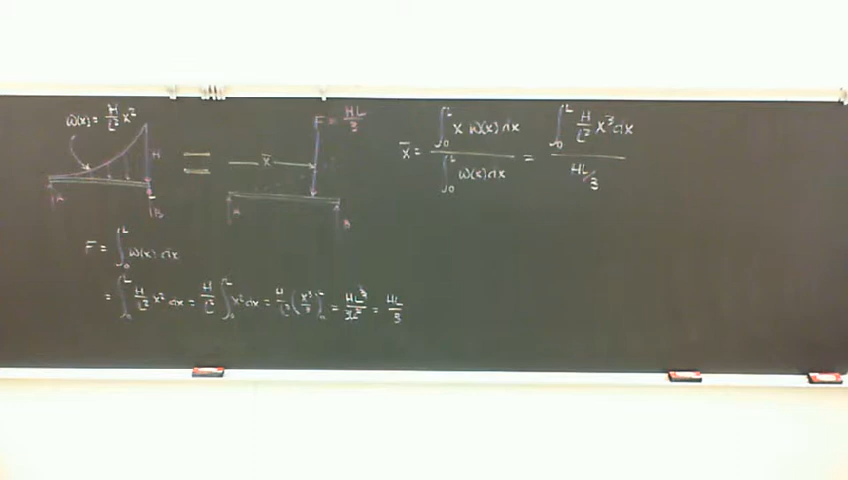 w(x) = H/L² x²
H
A
B
L
=
x̄
F = HL/3
A
B
F = ∫₀ᴸ w(x) dx
= ∫₀ᴸ H/L² x² dx = H/L² ∫₀ᴸ x² dx = H/L² (x³/3)₀ᴸ = HL³/3L² = HL/3
x̄ = ∫₀ᴸ x w(x) dx / ∫₀ᴸ w(x) dx = ∫₀ᴸ H/L² x³ dx / HL/3